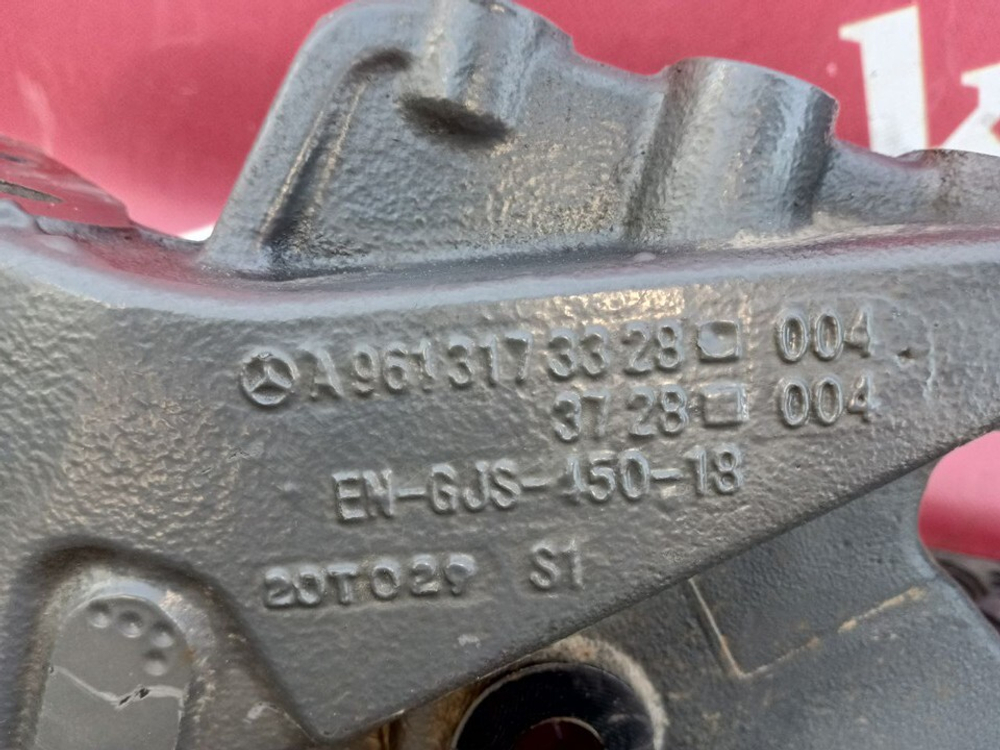 k
A 961 317 33 28 004
37 28 004
EN-GJS-450-18
20T029 S1